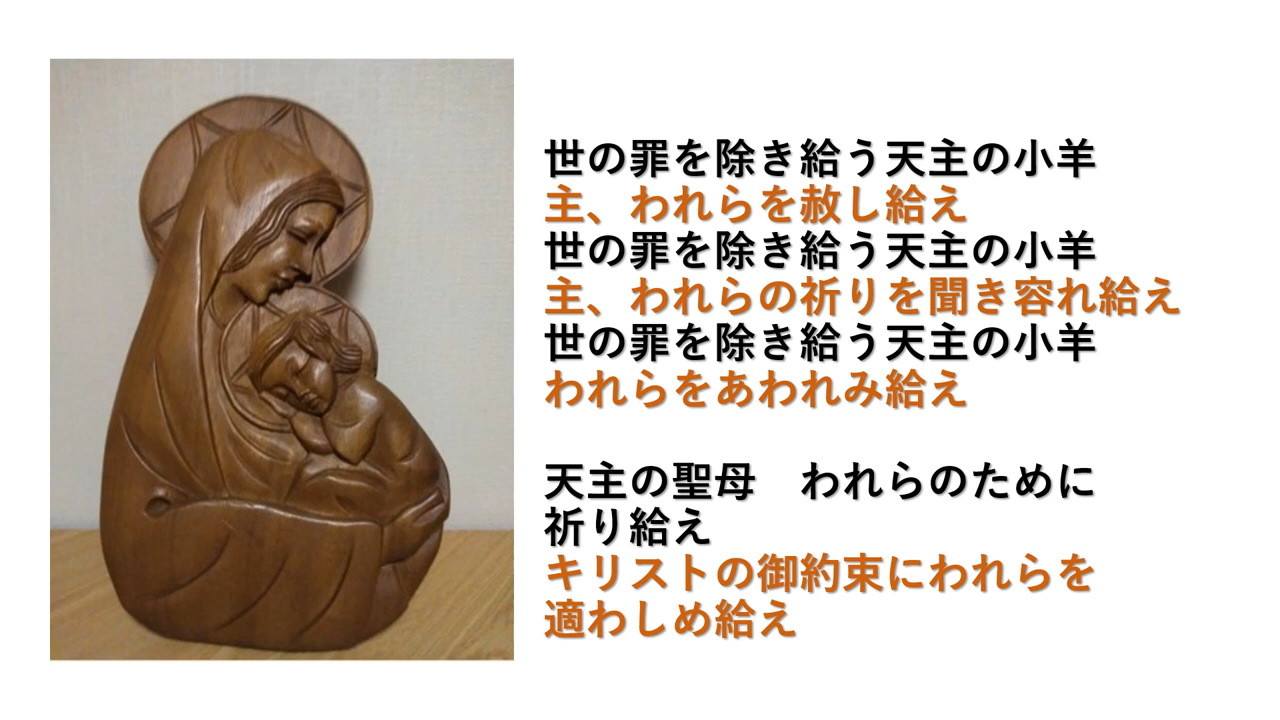 世の罪を除き給う天主の小羊
主、われらを赦し給え
世の罪を除き給う天主の小羊
主、われらの祈りを聞き容れ給え
世の罪を除き給う天主の小羊
われらをあわれみ給え
天主の聖母　われらのために
祈り給え
キリストの御約束にわれらを
適わしめ給え